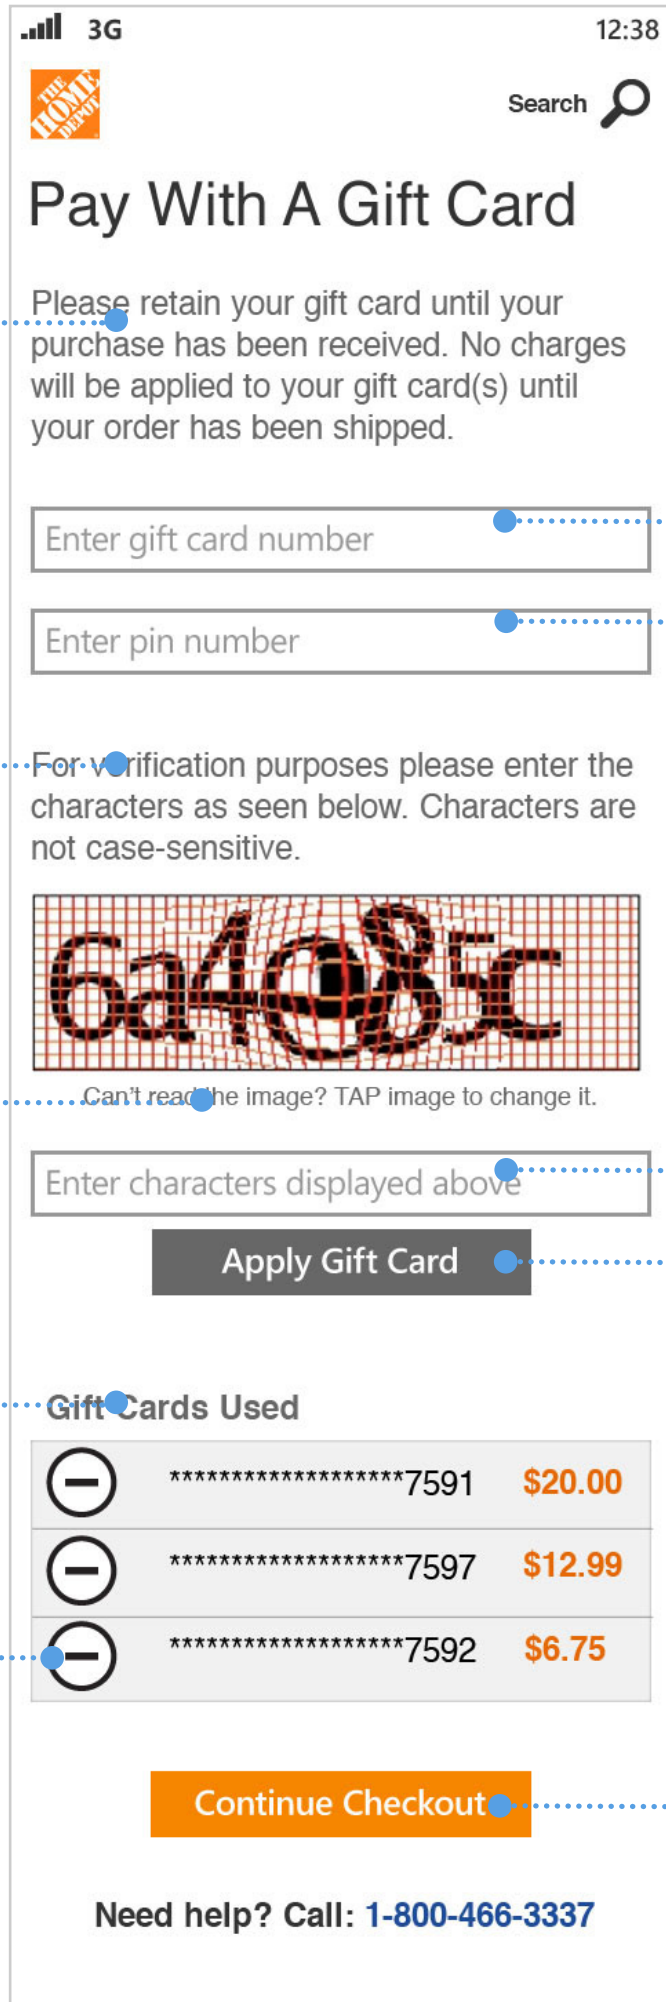 3G 12:38
THE HOME DEPOT
Search
Pay With A Gift Card
Please retain your gift card until your
purchase has been received. No charges
will be applied to your gift card(s) until
your order has been shipped.
Enter gift card number
Enter pin number
For verification purposes please enter the
characters as seen below. Characters are
not case-sensitive.
Can't read the image? TAP image to change it.
Enter characters displayed above
Apply Gift Card
Gift Cards Used
*******************7591 $20.00
*******************7597 $12.99
*******************7592 $6.75
Continue Checkout
Need help? Call: 1-800-466-3337